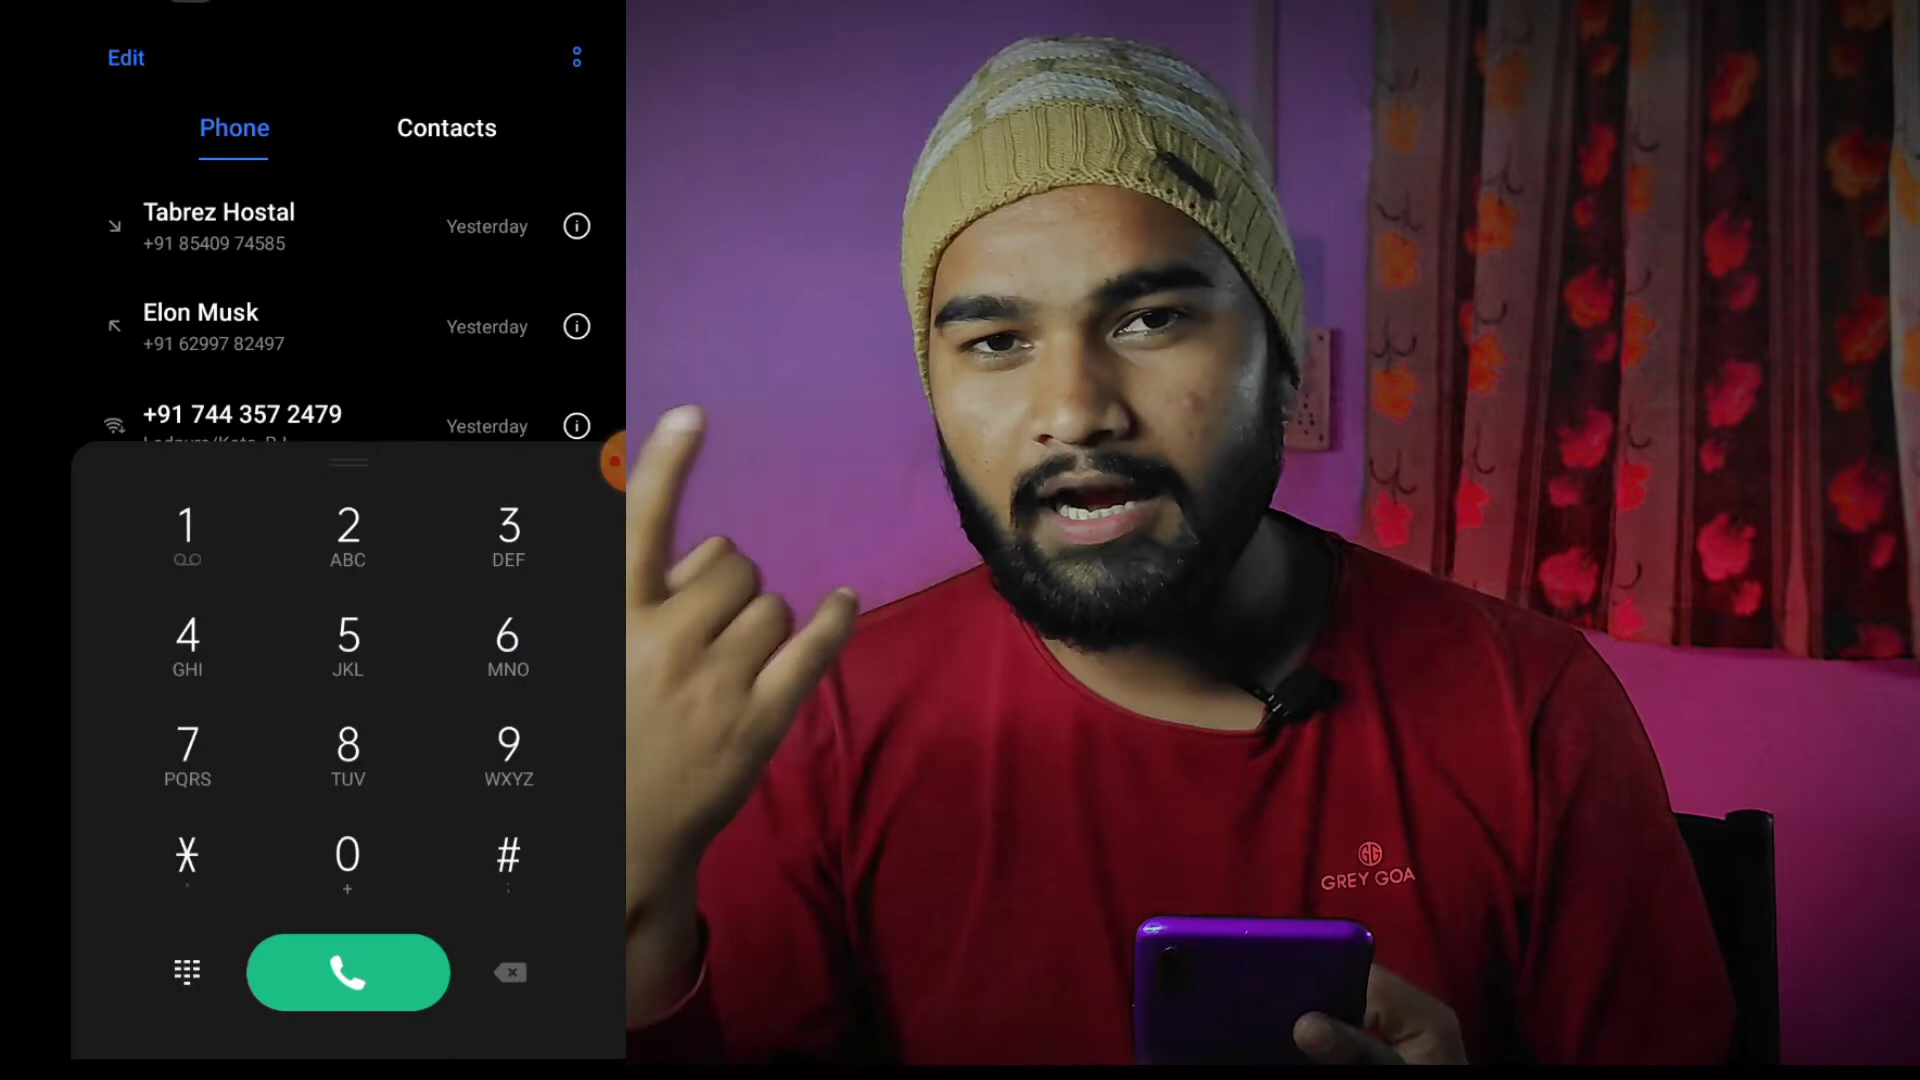 Edit
Phone Contacts
Tabrez Hostal
+91 85409 74585
Yesterday
Elon Musk
+91 62997 82497
Yesterday
+91 744 357 2479
Yesterday
1 2 3
ABC DEF
4 5 6
GHI JKL MNO
7 8 9
PQRS TUV WXYZ
* 0 #
+
GREY GOA